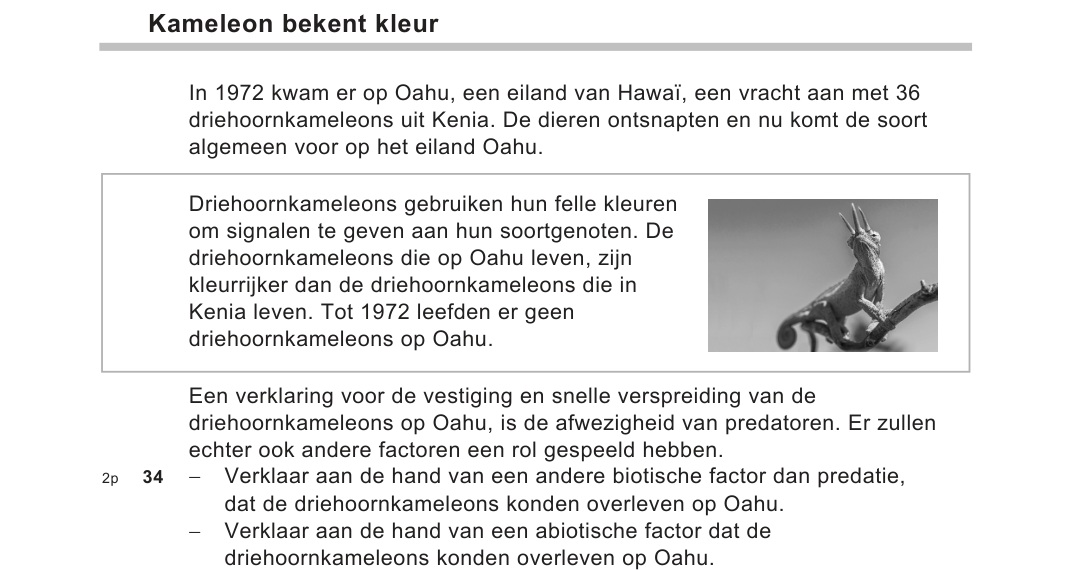 Kameleon bekent kleur
In 1972 kwam er op Oahu, een eiland van Hawaï, een vracht aan met 36
driehoornkameleons uit Kenia. De dieren ontsnapten en nu komt de soort
algemeen voor op het eiland Oahu.
Driehoornkameleons gebruiken hun felle kleuren
om signalen te geven aan hun soortgenoten. De
driehoornkameleons die op Oahu leven, zijn
kleurrijker dan de driehoornkameleons die in
Kenia leven. Tot 1972 leefden er geen
driehoornkameleons op Oahu.
Een verklaring voor de vestiging en snelle verspreiding van de
driehoornkameleons op Oahu, is de afwezigheid van predatoren. Er zullen
echter ook andere factoren een rol gespeeld hebben.
2p 34 – Verklaar aan de hand van een andere biotische factor dan predatie,
dat de driehoornkameleons konden overleven op Oahu.
– Verklaar aan de hand van een abiotische factor dat de
driehoornkameleons konden overleven op Oahu.